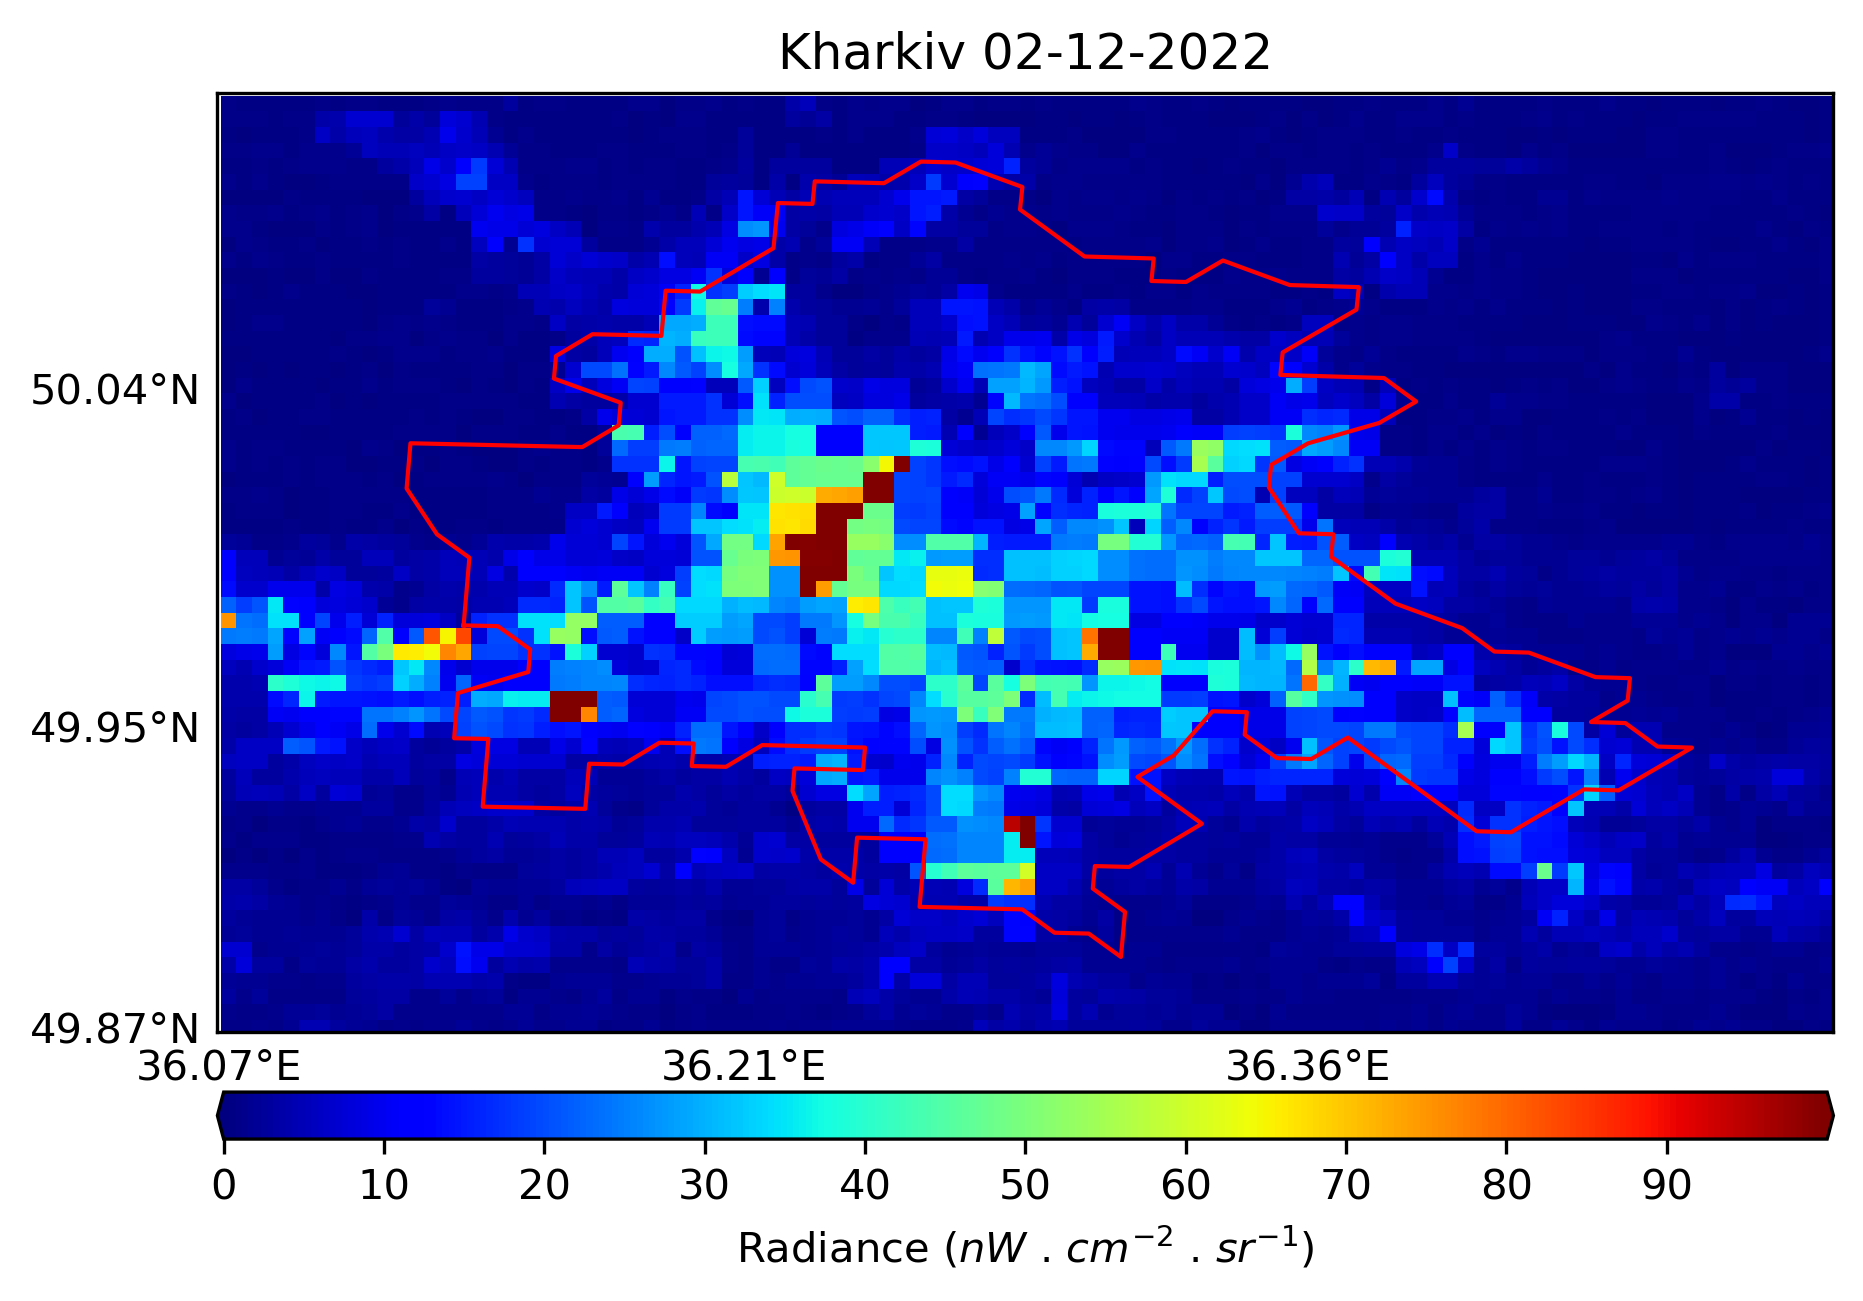 Kharkiv 02-12-2022
50.04°N
49.95°N
49.87°N
36.07°E 36.21°E 36.36°E
0 10 20 30 40 50 60 70 80 90
Radiance (nW . cm⁻² . sr⁻¹)